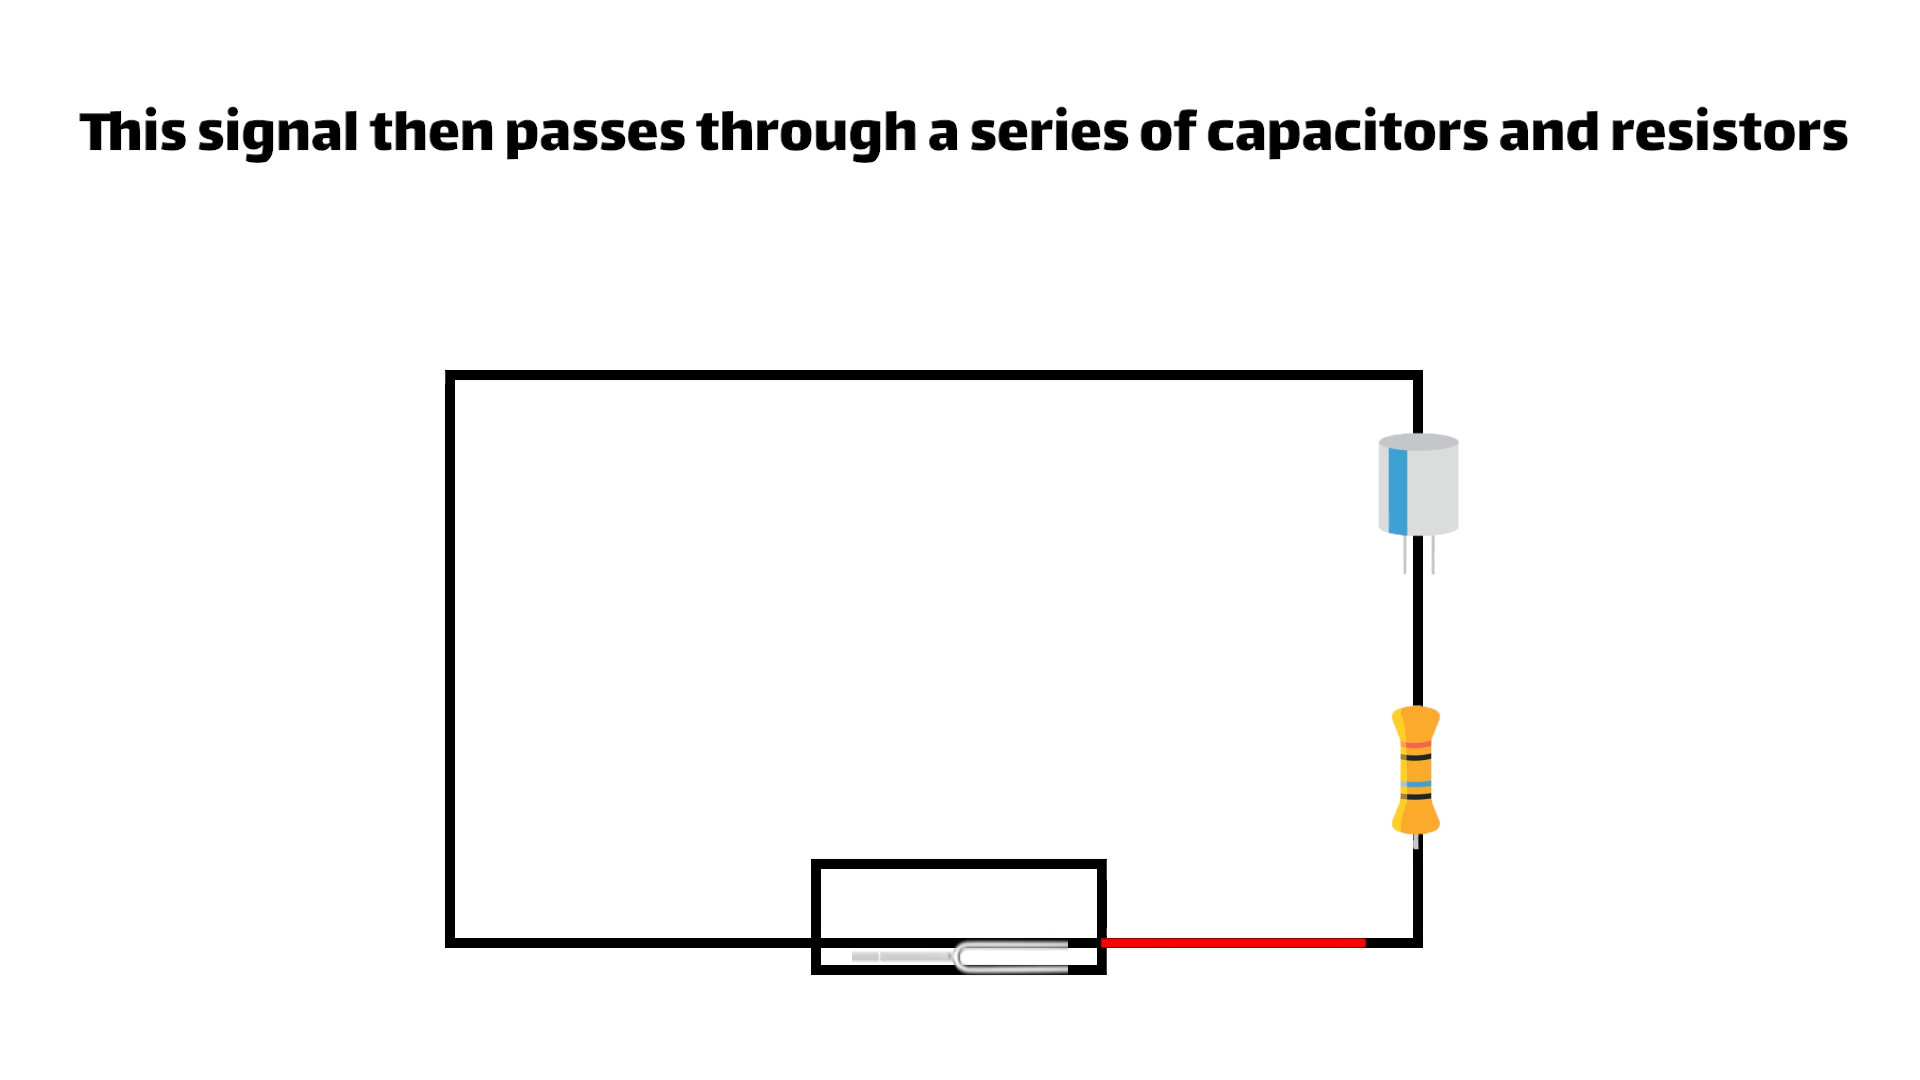 This signal then passes through a series of capacitors and resistors